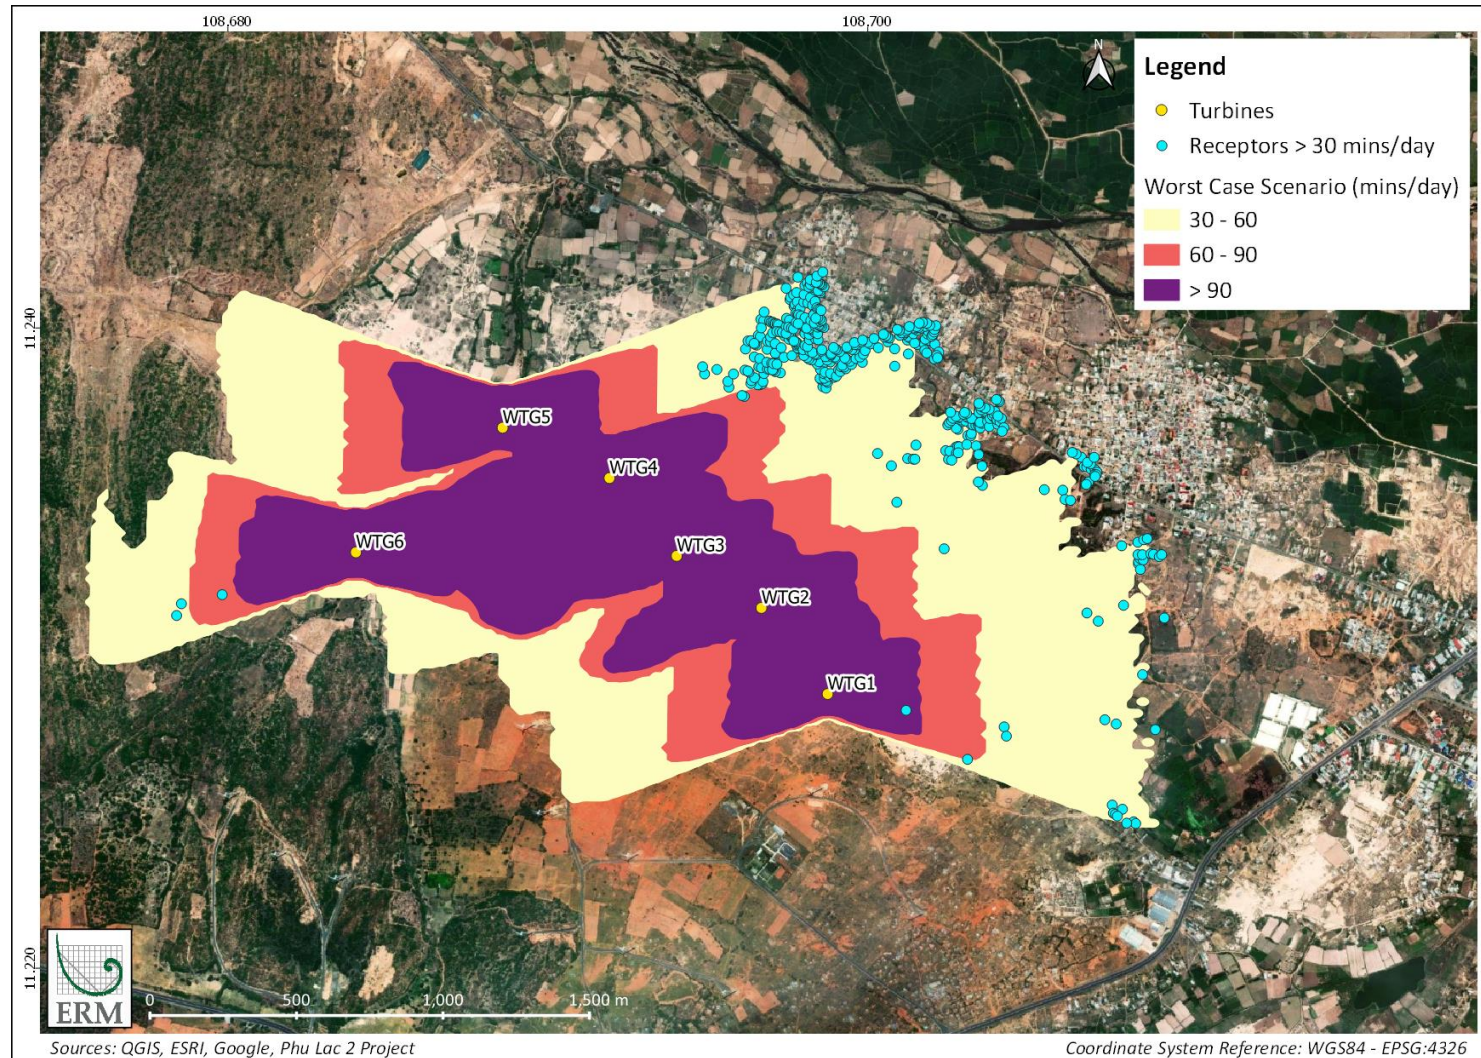 108,680
108,700
N
Legend
Turbines
Receptors > 30 mins/day
Worst Case Scenario (mins/day)
30 - 60
60 - 90
> 90
11,240
WTG5
WTG4
WTG6
WTG3
WTG2
WTG1
11,220
ERM
0 500 1,000 1,500 m
Sources: QGIS, ESRI, Google, Phu Lac 2 Project
Coordinate System Reference: WGS84 - EPSG:4326